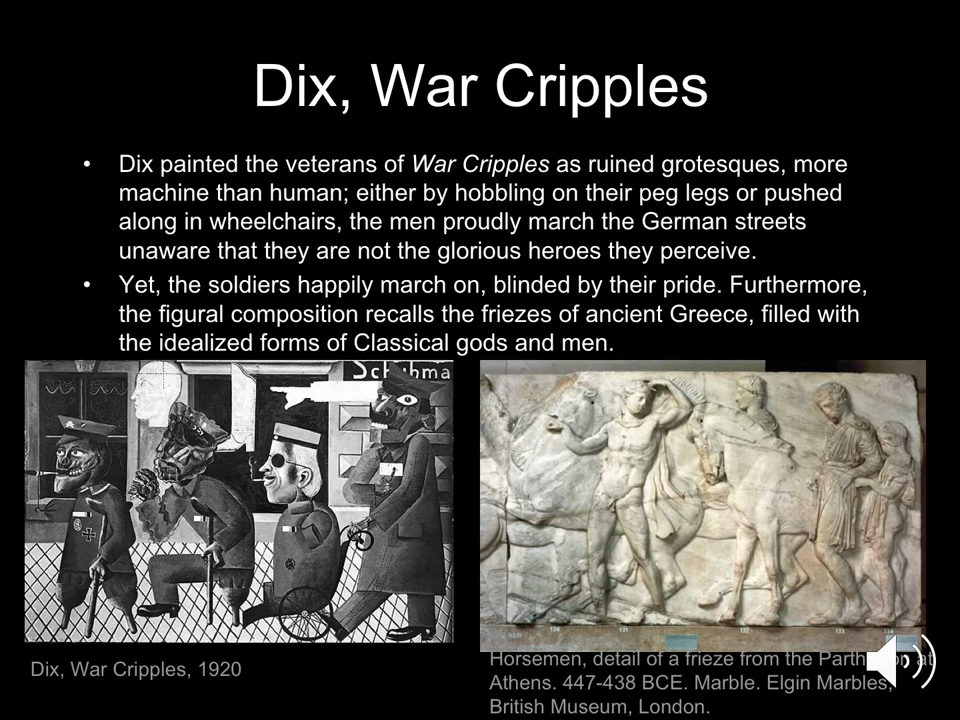 Dix, War Cripples
• Dix painted the veterans of War Cripples as ruined grotesques, more
machine than human; either by hobbling on their peg legs or pushed
along in wheelchairs, the men proudly march the German streets
unaware that they are not the glorious heroes they perceive.
• Yet, the soldiers happily march on, blinded by their pride. Furthermore,
the figural composition recalls the friezes of ancient Greece, filled with
the idealized forms of Classical gods and men.
Schuhma
131
132
133
134
Dix, War Cripples, 1920
Horsemen, detail of a frieze from the Parthenon at
Athens. 447-438 BCE. Marble. Elgin Marbles,
British Museum, London.